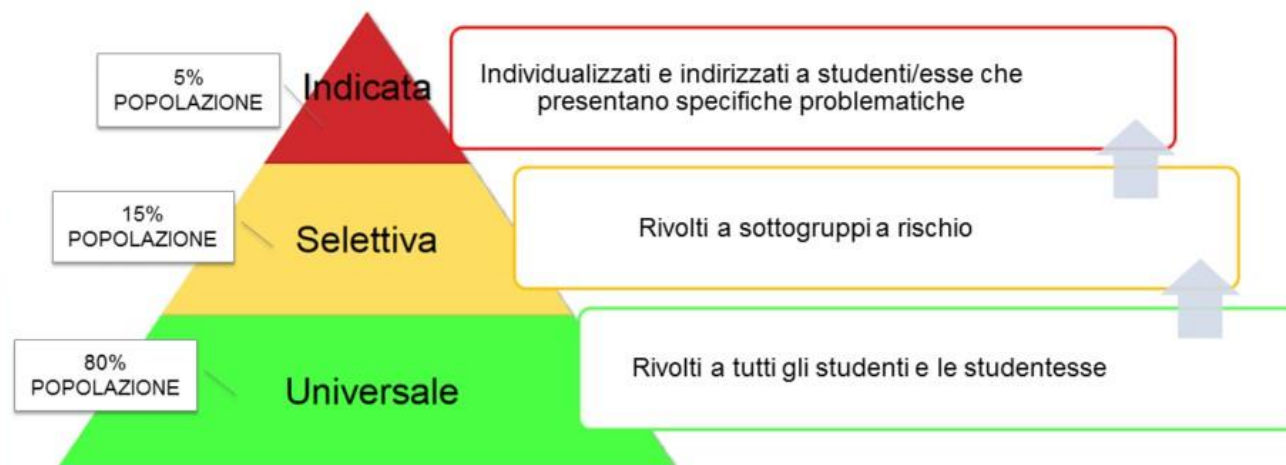 5%
POPOLAZIONE
Indicata
Individualizzati e indirizzati a studenti/esse che
presentano specifiche problematiche
15%
POPOLAZIONE
Selettiva
Rivolti a sottogruppi a rischio
80%
POPOLAZIONE
Universale
Rivolti a tutti gli studenti e le studentesse